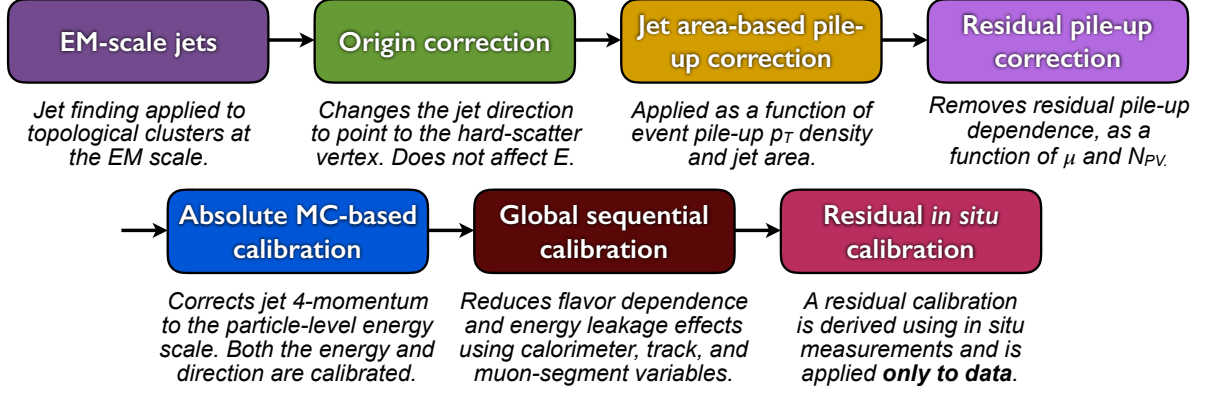 EM-scale jets
Jet finding applied to
topological clusters at
the EM scale.
Origin correction
Changes the jet direction
to point to the hard-scatter
vertex. Does not affect E.
Jet area-based pile-
up correction
Applied as a function of
event pile-up pT density
and jet area.
Residual pile-up
correction
Removes residual pile-up
dependence, as a
function of μ and NPV.
Absolute MC-based
calibration
Corrects jet 4-momentum
to the particle-level energy
scale. Both the energy and
direction are calibrated.
Global sequential
calibration
Reduces flavor dependence
and energy leakage effects
using calorimeter, track, and
muon-segment variables.
Residual in situ
calibration
A residual calibration
is derived using in situ
measurements and is
applied only to data.